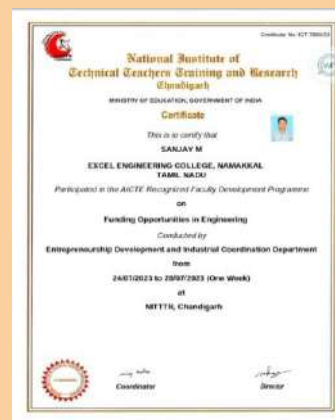 National Institute of
Technical Teachers Training and Research
Chandigarh
MINISTRY OF EDUCATION, GOVERNMENT OF INDIA
Certificate
This is to certify that
SANJAY M
EXCEL ENGINEERING COLLEGE, NAMAKKAL
TAMIL NADU
Participated in the AICTE Recognized Faculty Development Programme
on
Funding Opportunities in Engineering
Conducted by
Entrepreneurship Development and Industrial Coordination Department
from
24/07/2023 to 28/07/2023 (One Week)
at
NITTTR, Chandigarh
Coordinator
Director